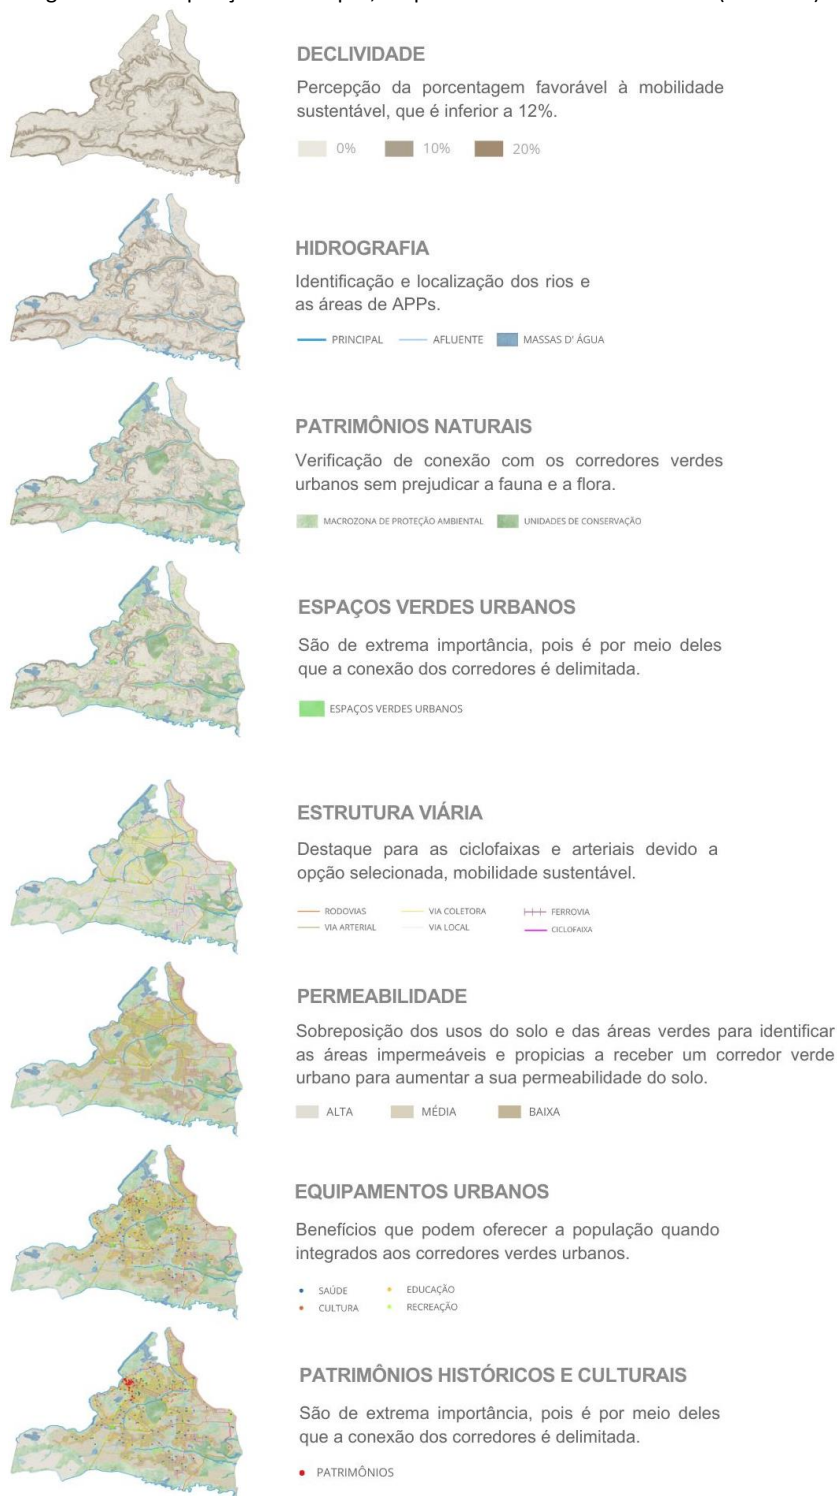 DECLIVIDADE
Percepção da porcentagem favorável à mobilidade
sustentável, que é inferior a 12%.
0% 10% 20%
HIDROGRAFIA
Identificação e localização dos rios e
as áreas de APPs.
PRINCIPAL AFLUENTE MASSAS D' ÁGUA
PATRIMÔNIOS NATURAIS
Verificação de conexão com os corredores verdes
urbanos sem prejudicar a fauna e a flora.
MACROZONA DE PROTEÇÃO AMBIENTAL UNIDADES DE CONSERVAÇÃO
ESPAÇOS VERDES URBANOS
São de extrema importância, pois é por meio deles
que a conexão dos corredores é delimitada.
ESPAÇOS VERDES URBANOS
ESTRUTURA VIÁRIA
Destaque para as ciclofaixas e arteriais devido a
opção selecionada, mobilidade sustentável.
RODOVIAS VIA COLETORA FERROVIA
VIA ARTERIAL VIA LOCAL CICLOFAIXA
PERMEABILIDADE
Sobreposição dos usos do solo e das áreas verdes para identificar
as áreas impermeáveis e propicias a receber um corredor verde
urbano para aumentar a sua permeabilidade do solo.
ALTA MÉDIA BAIXA
EQUIPAMENTOS URBANOS
Benefícios que podem oferecer a população quando
integrados aos corredores verdes urbanos.
SAÚDE EDUCAÇÃO
CULTURA RECREAÇÃO
PATRIMÔNIOS HISTÓRICOS E CULTURAIS
São de extrema importância, pois é por meio deles
que a conexão dos corredores é delimitada.
PATRIMÔNIOS